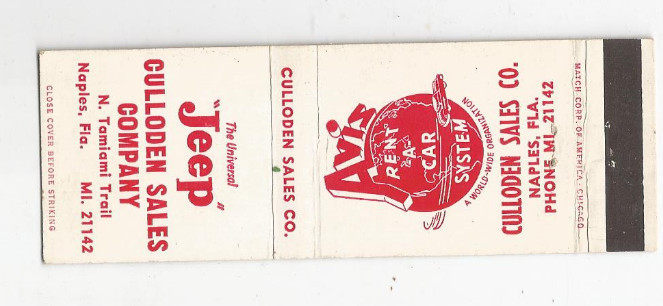 The Universal
"Jeep"
CULLODEN SALES
COMPANY
N. Tamiami Trail
Naples, Fla. MI. 21142
CLOSE COVER BEFORE STRIKING
CULLODEN SALES CO.
Avis
RENT
-A-
CAR
SYSTEM
A WORLD-WIDE ORGANIZATION
CULLODEN SALES CO.
NAPLES, FLA.
PHONE MI. 21142
MATCH CORP. OF AMERICA - CHICAGO